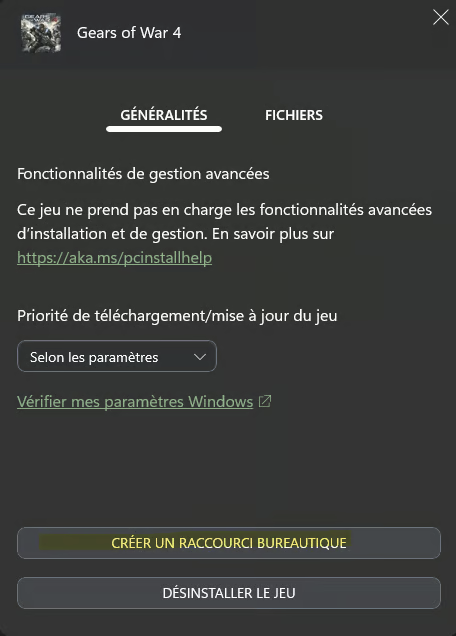 Gears of War 4
GÉNÉRALITÉS
FICHIERS
Fonctionnalités de gestion avancées
Ce jeu ne prend pas en charge les fonctionnalités avancées
d'installation et de gestion. En savoir plus sur
https://aka.ms/pcinstallhelp
Priorité de téléchargement/mise à jour du jeu
Selon les paramètres
Vérifier mes paramètres Windows
CRÉER UN RACCOURCI BUREAUTIQUE
DÉSINSTALLER LE JEU